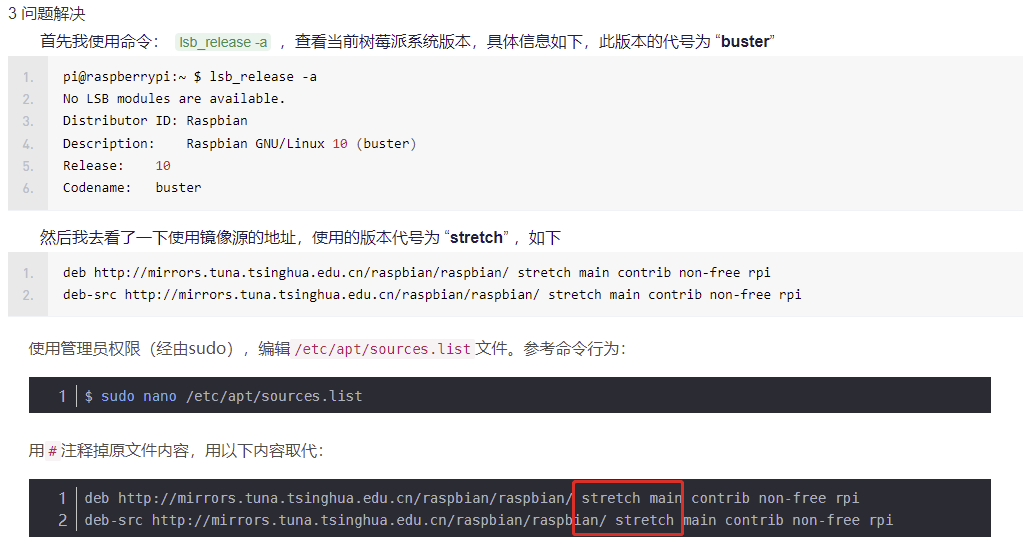 3 问题解决
首先我使用命令： lsb_release -a ，查看当前树莓派系统版本，具体信息如下，此版本的代号为 “buster”
1. pi@raspberrypi:~ $ lsb_release -a
2. No LSB modules are available.
3. Distributor ID: Raspbian
4. Description:    Raspbian GNU/Linux 10 (buster)
5. Release:    10
6. Codename:   buster
然后我去看了一下使用镜像源的地址，使用的版本代号为 “stretch” ，如下
1. deb http://mirrors.tuna.tsinghua.edu.cn/raspbian/raspbian/ stretch main contrib non-free rpi
2. deb-src http://mirrors.tuna.tsinghua.edu.cn/raspbian/raspbian/ stretch main contrib non-free rpi
使用管理员权限（经由sudo），编辑 /etc/apt/sources.list 文件。参考命令行为：
1 $ sudo nano /etc/apt/sources.list
用 # 注释掉原文件内容，用以下内容取代：
1 deb http://mirrors.tuna.tsinghua.edu.cn/raspbian/raspbian/ stretch main contrib non-free rpi
2 deb-src http://mirrors.tuna.tsinghua.edu.cn/raspbian/raspbian/ stretch main contrib non-free rpi